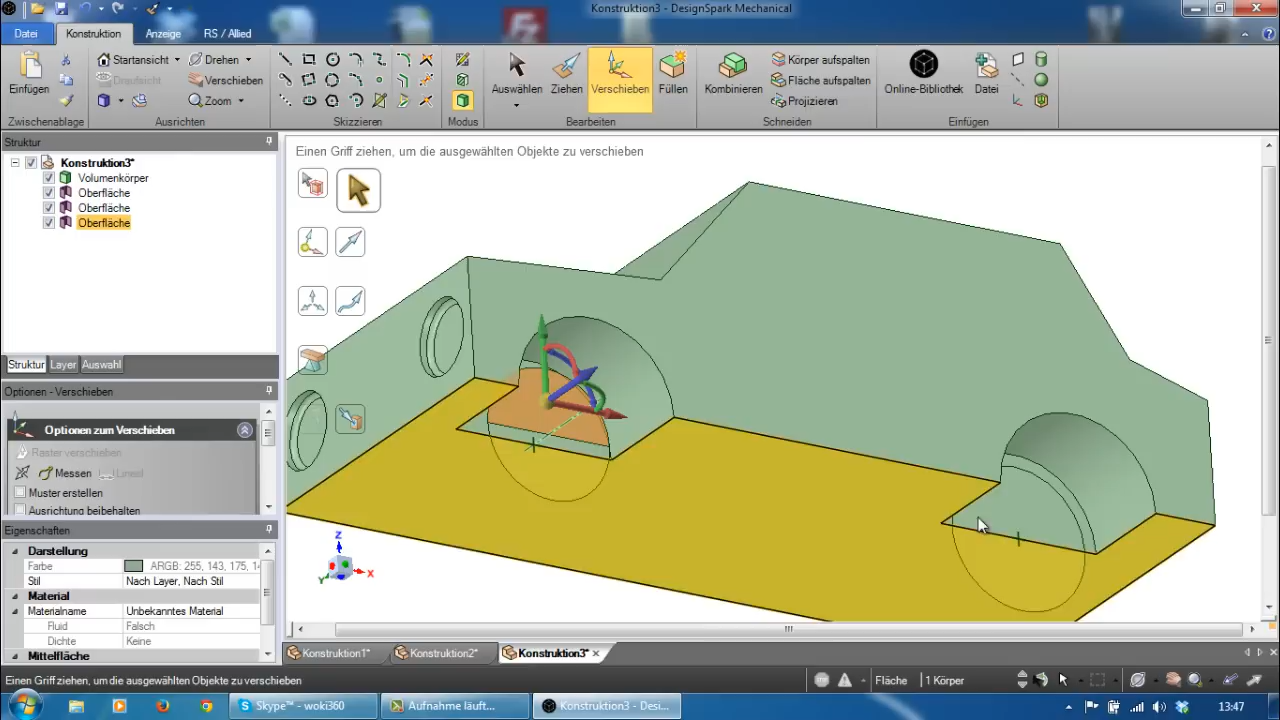 Konstruktion3 - DesignSpark Mechanical
Datei
Konstruktion
Anzeige
RS / Allied
Einfügen
Zwischenablage
Startansicht
Draufsicht
Drehen
Verschieben
Zoom
Ausrichten
Skizzieren
Modus
Auswählen
Ziehen
Verschieben
Füllen
Bearbeiten
Kombinieren
Körper aufspalten
Fläche aufspalten
Projizieren
Schneiden
Online-Bibliothek
Datei
Einfügen
Struktur
Konstruktion3*
Volumenkörper
Oberfläche
Oberfläche
Oberfläche
Struktur Layer Auswahl
Optionen - Verschieben
Optionen zum Verschieben
Raster verschieben
Messen Lineal
Muster erstellen
Ausrichtung beibehalten
Eigenschaften
Darstellung
Farbe ARGB: 255, 143, 175, 14
Stil Nach Layer, Nach Stil
Material
Materialname Unbekanntes Material
Fluid Falsch
Dichte Keine
Mittelfläche
Einen Griff ziehen, um die ausgewählten Objekte zu verschieben
Z
Y
X
Konstruktion1* Konstruktion2* Konstruktion3*
Einen Griff ziehen, um die ausgewählten Objekte zu verschieben
Fläche
1 Körper
Skype™ - woki360
Aufnahme läuft...
Konstruktion3 - Desi...
13:47